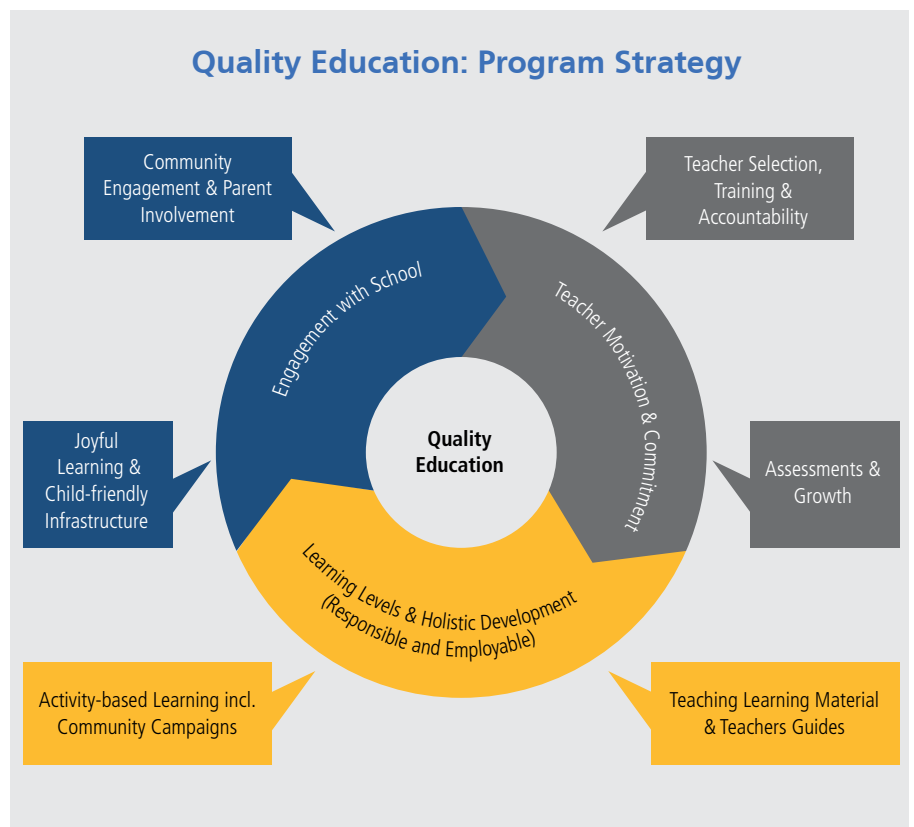 Quality Education: Program Strategy
Community
Engagement & Parent
Involvement
Teacher Selection,
Training &
Accountability
Engagement with School
Teacher Motivation & Commitment
Quality
Education
Joyful
Learning &
Child-friendly
Infrastructure
Assessments &
Growth
Learning Levels & Holistic Development
(Responsible and Employable)
Activity-based Learning incl.
Community Campaigns
Teaching Learning Material
& Teachers Guides